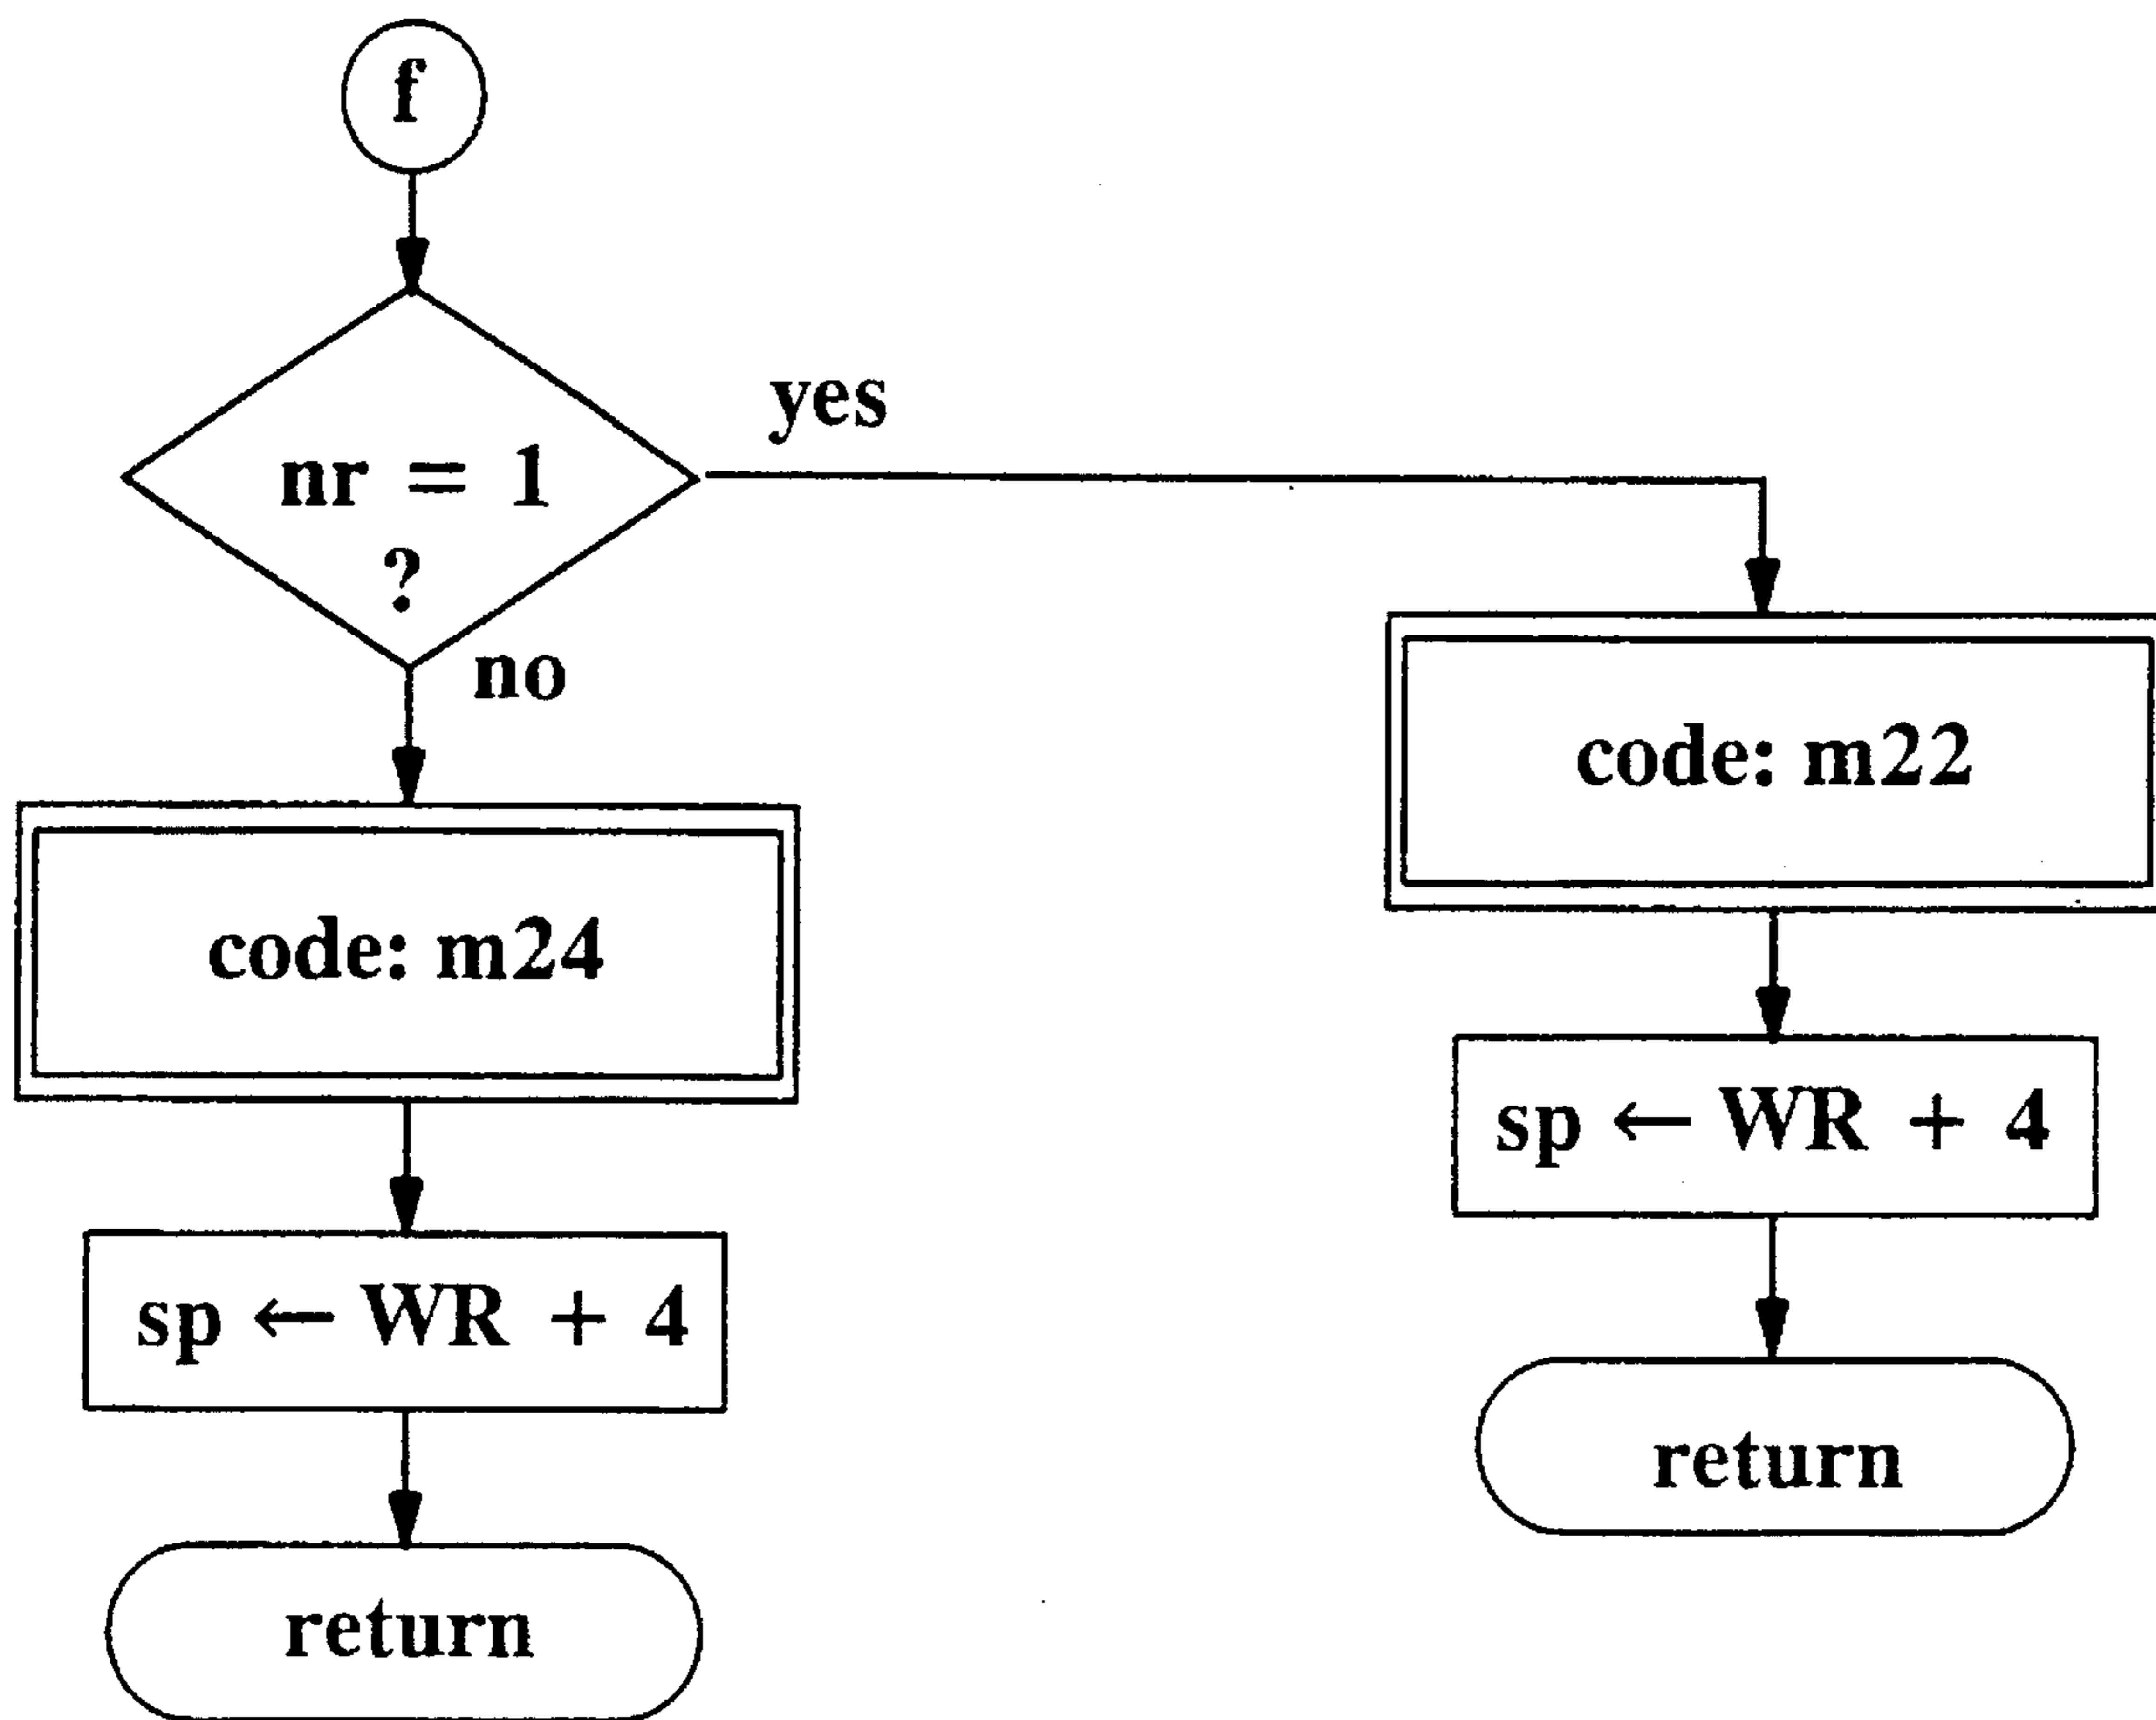 f
nr = 1
?
yes
no
code: m24
sp ← WR + 4
return
code: m22
sp ← WR + 4
return